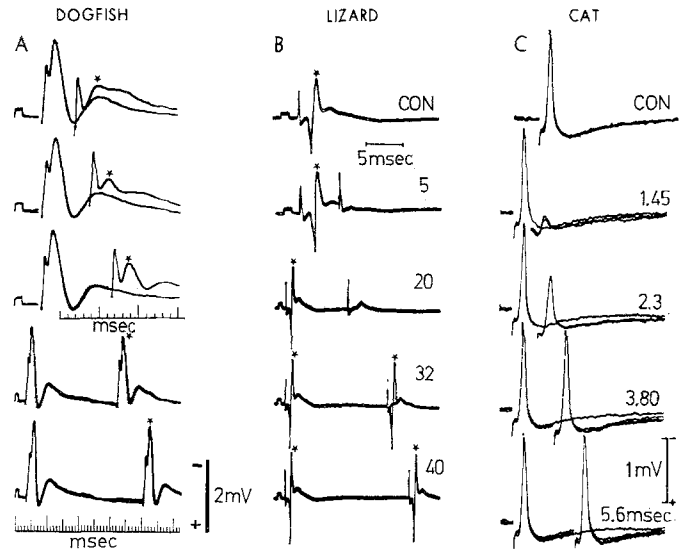 DOGFISH
LIZARD
CAT
A
B
C
CON
CON
5msec
5
1.45
20
2.3
msec
32
3.80
40
−
2mV
+
1mV
+
5.6msec
msec